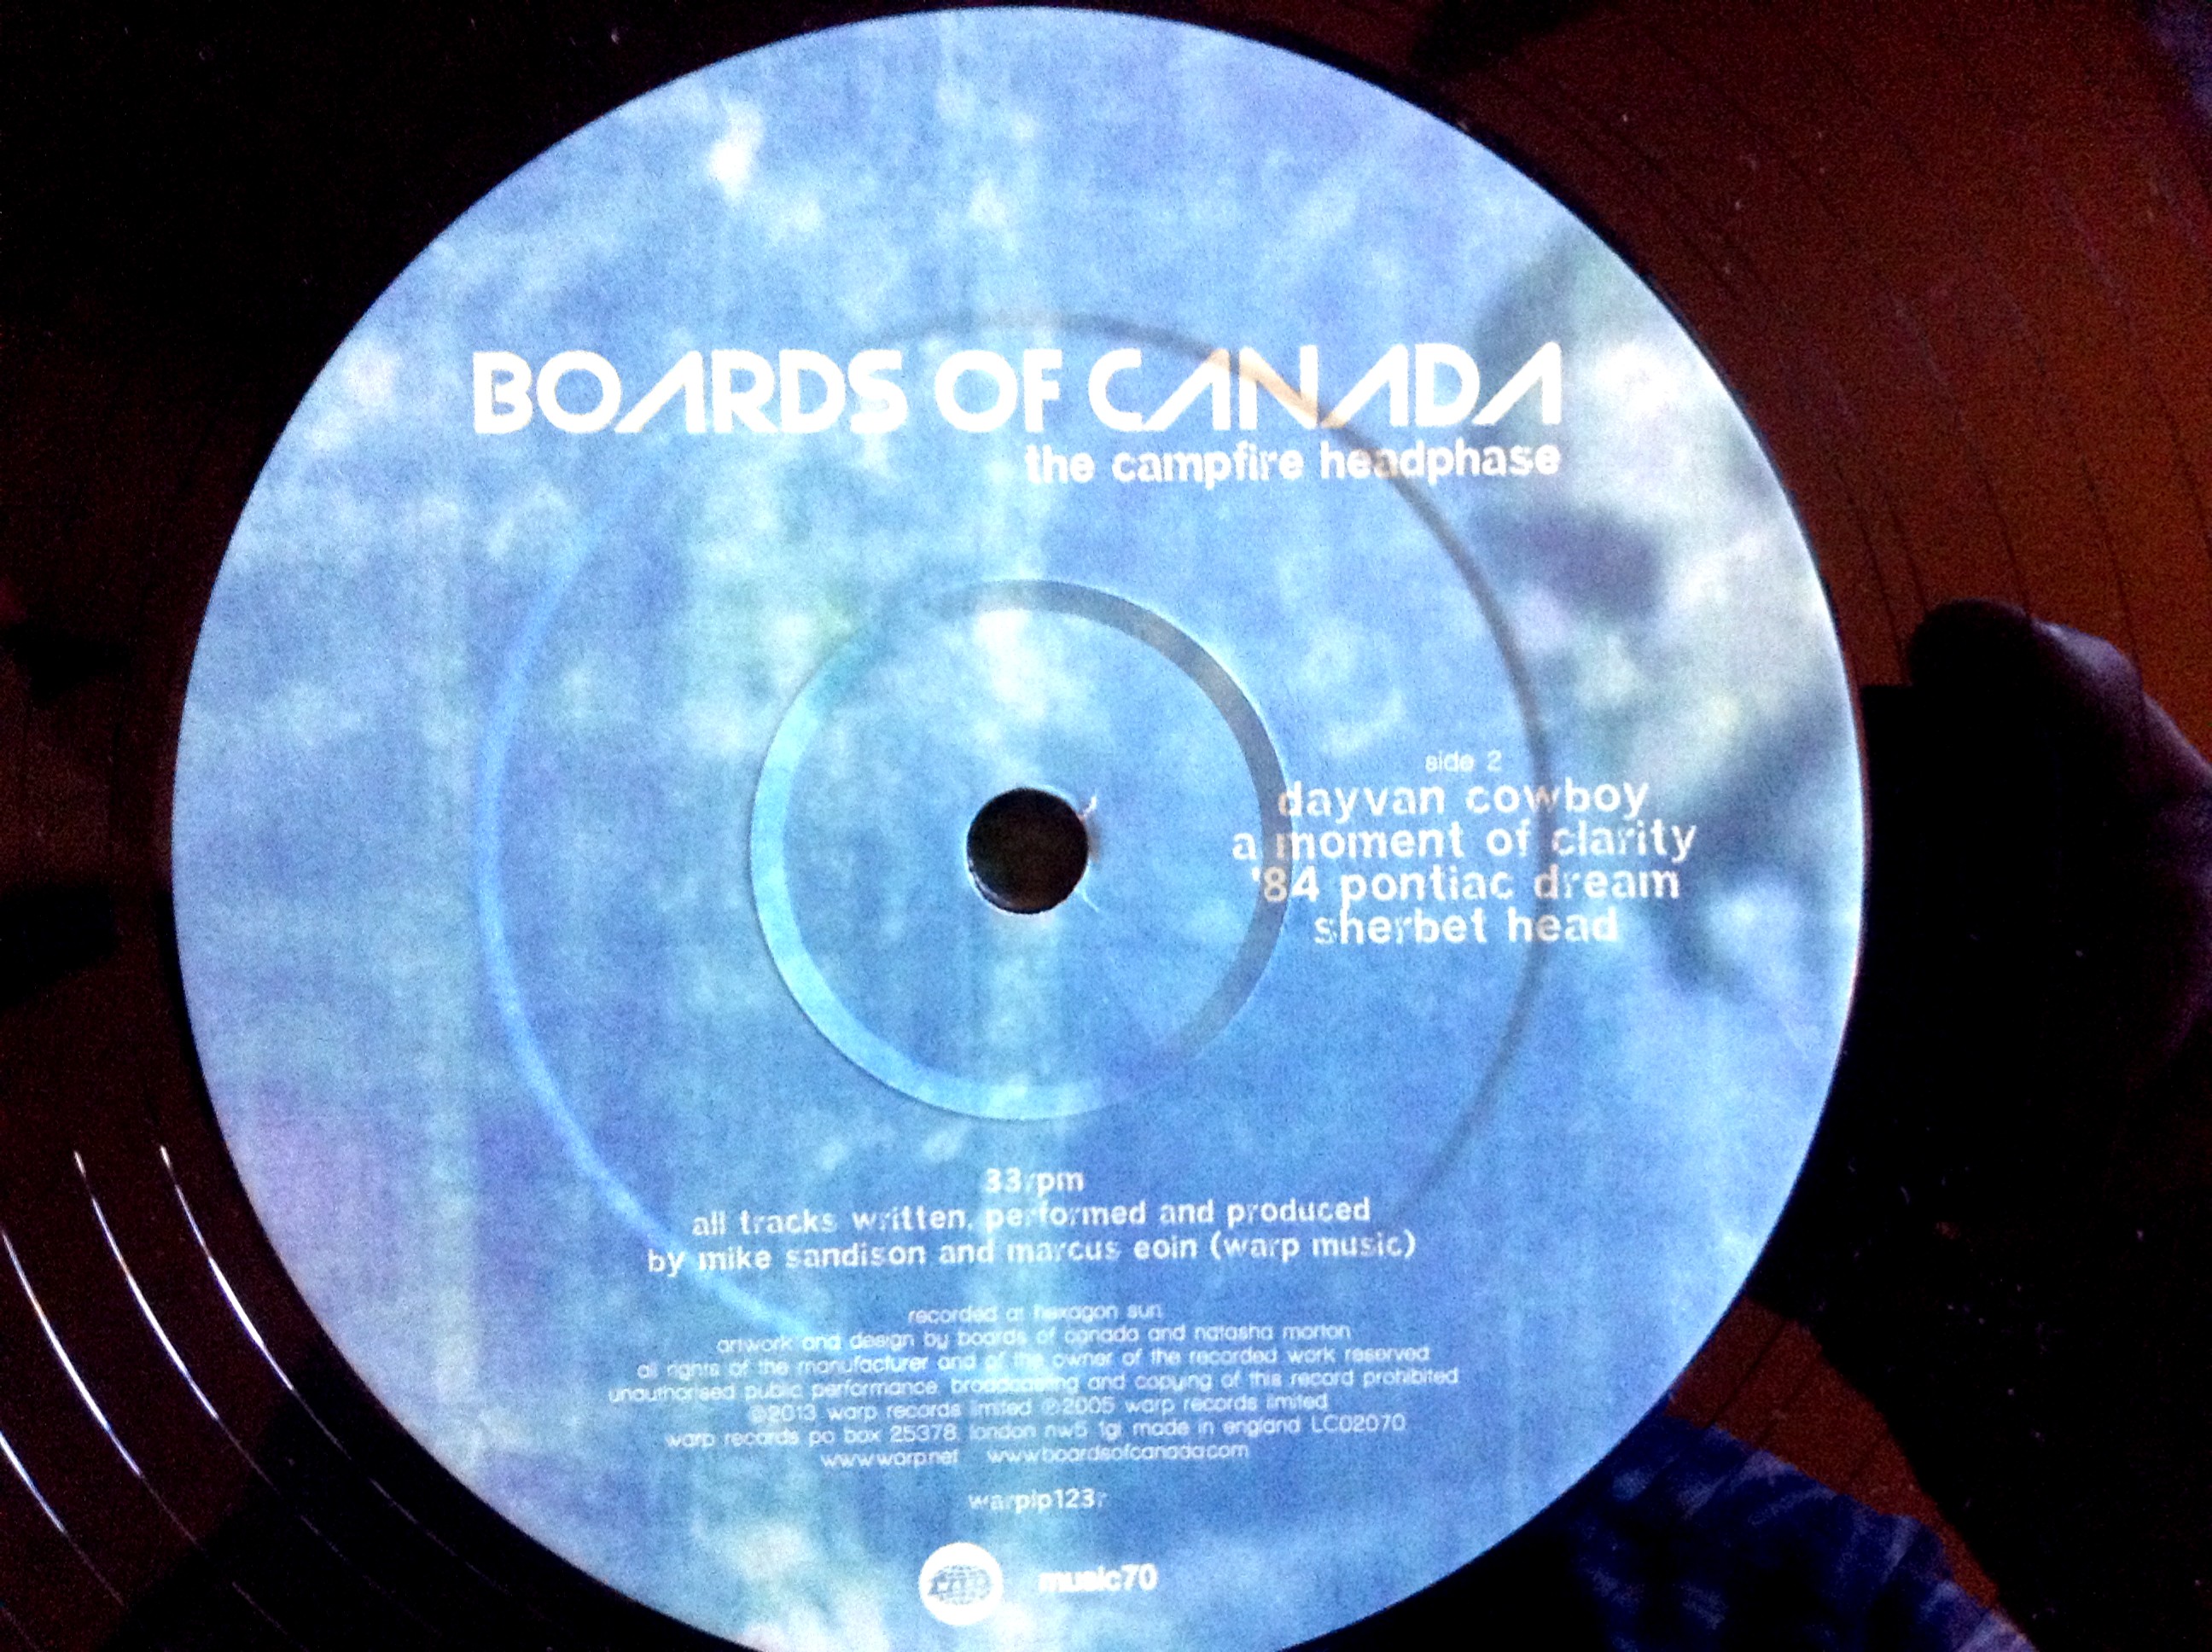 BOARDS OF CANADA
the campfire headphase
side 2
dayvan cowboy
a moment of clarity
'84 pontiac dream
sherbet head
33rpm
all tracks written, performed and produced
by mike sandison and marcus eoin (warp music)
recorded at hexagon sun
artwork and design by boards of canada and natasha morton
all rights of the manufacturer and of the owner of the recorded work reserved
unauthorised public performance, broadcasting and copying of this record prohibited
©2013 warp records limited ℗2005 warp records limited
warp records po box 25378, london nw5 1gl made in england LC02070
www.warp.net www.boardsofcanada.com
warplp123r
music70